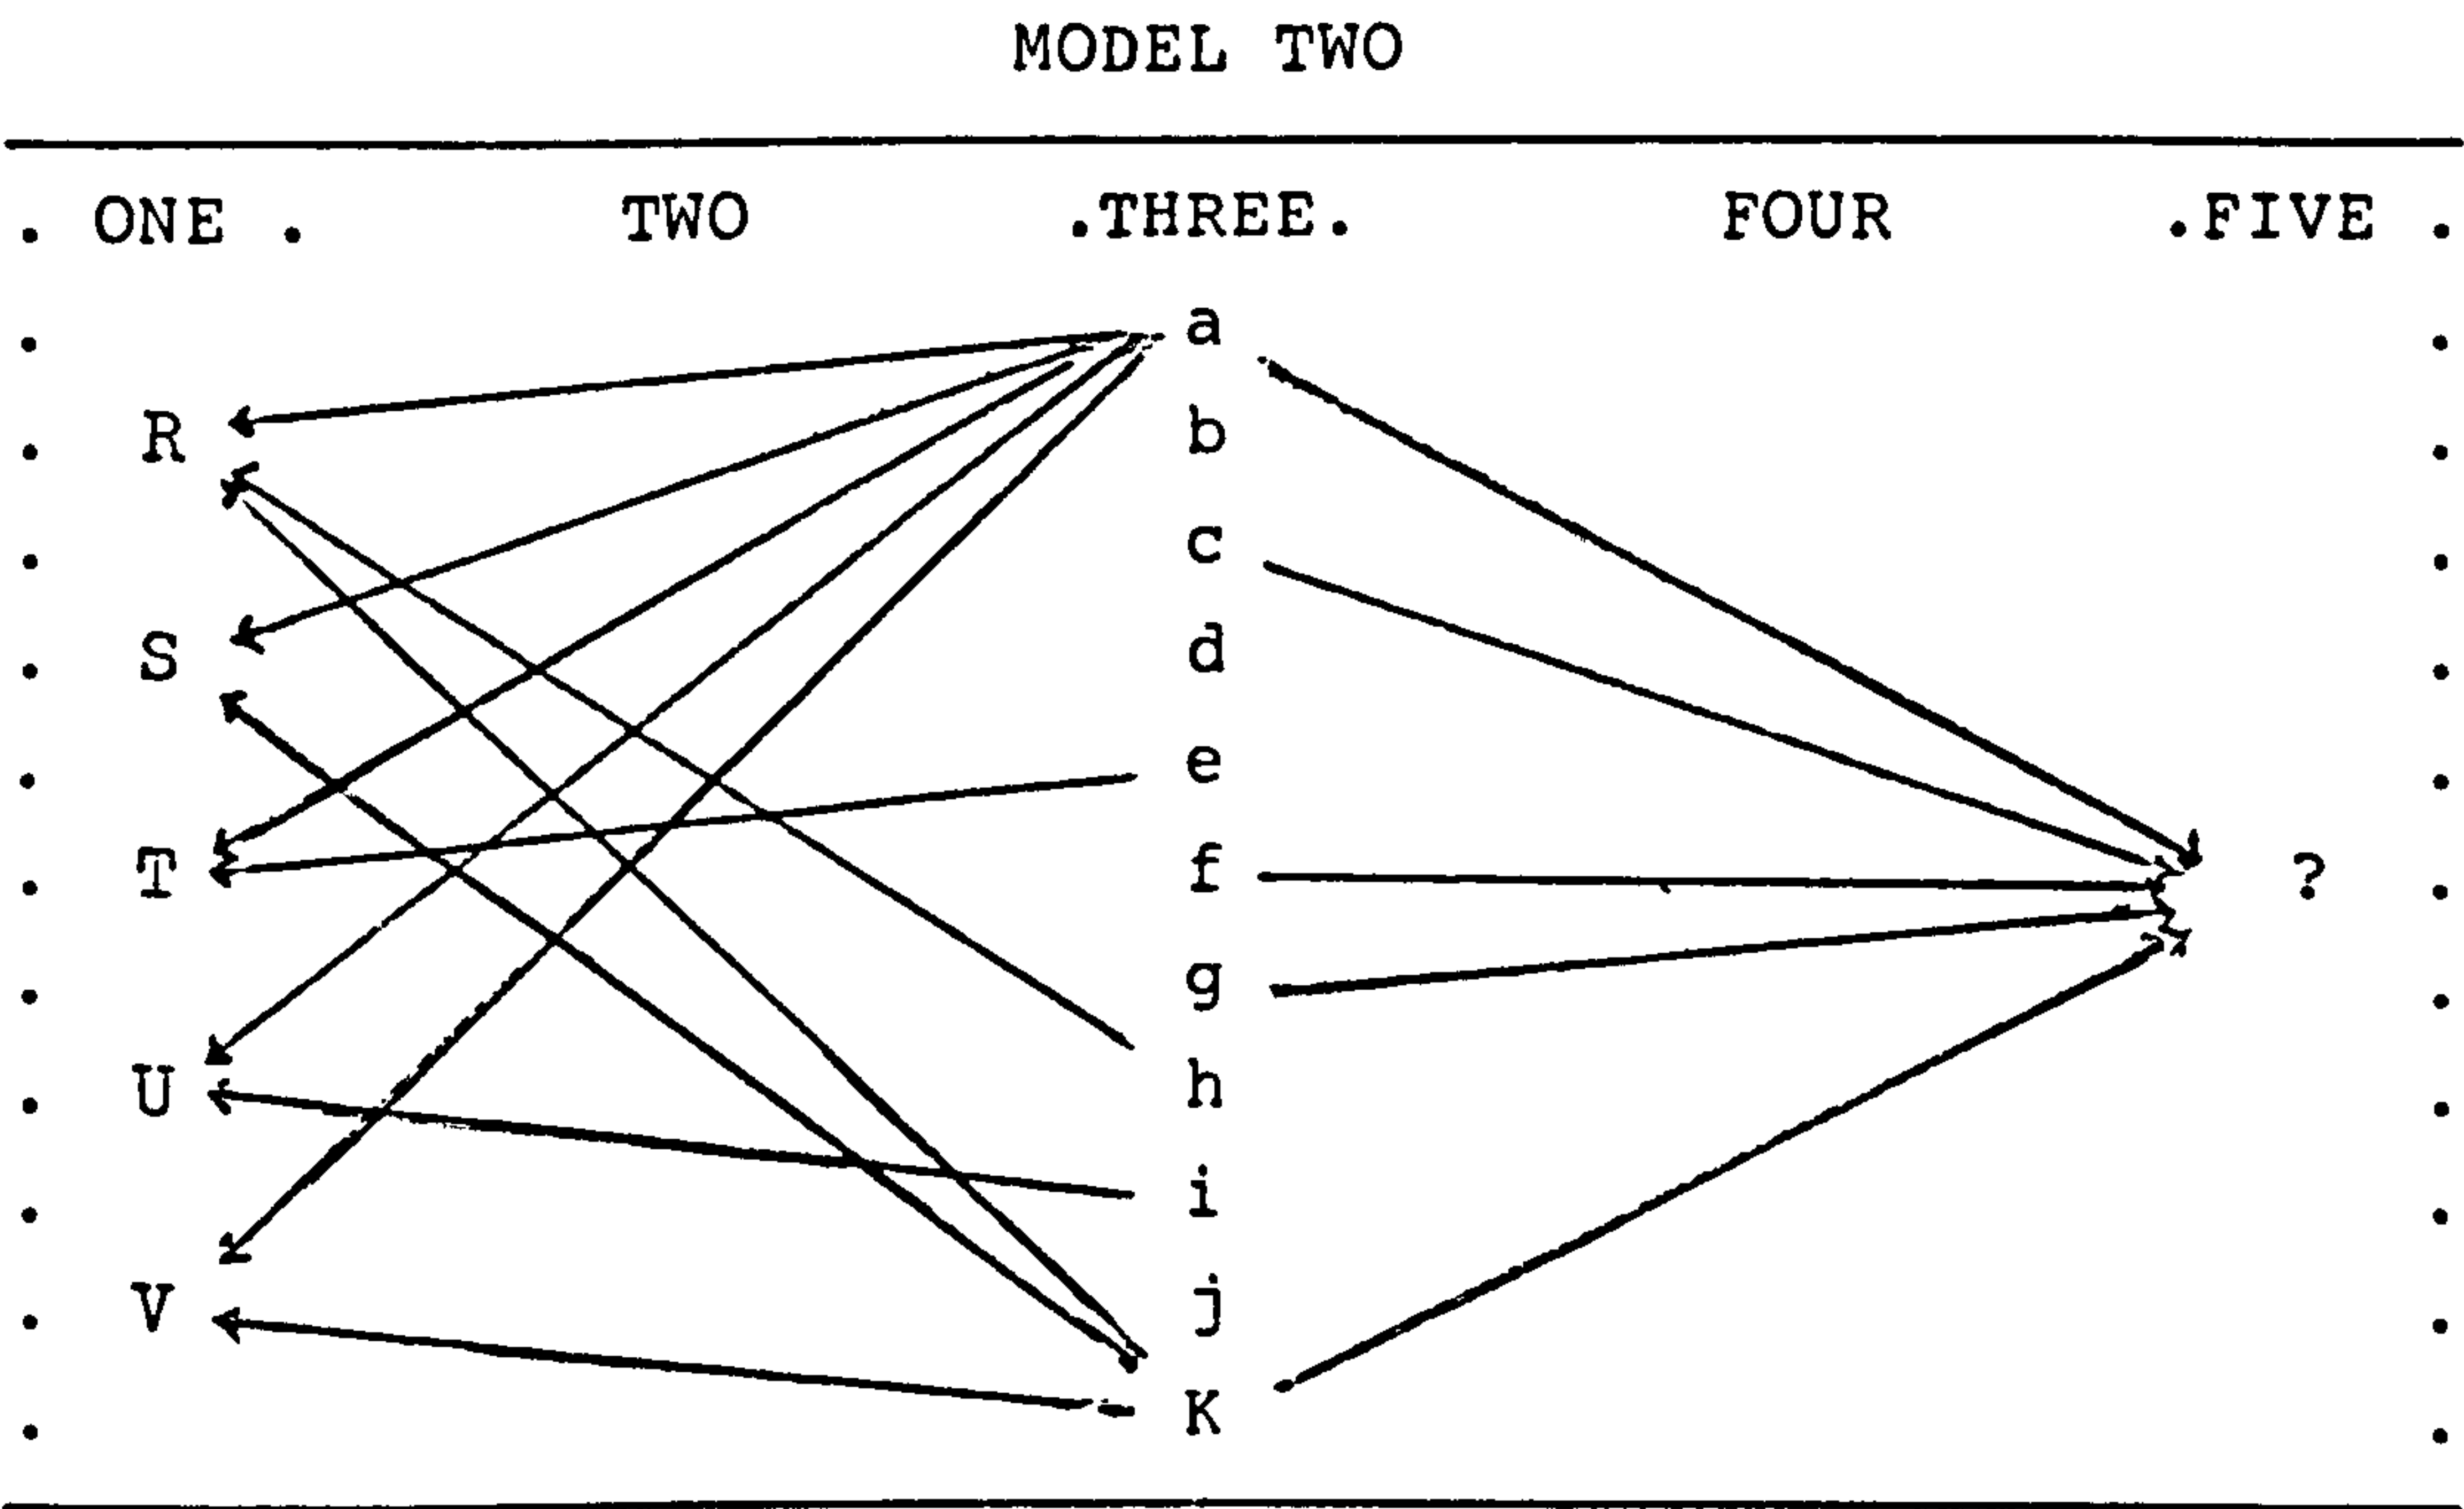 MODEL TWO
. ONE . TWO .THREE. FOUR .FIVE .
a
R
b
c
S
d
e
T
f
?
g
U
h
i
V
j
K